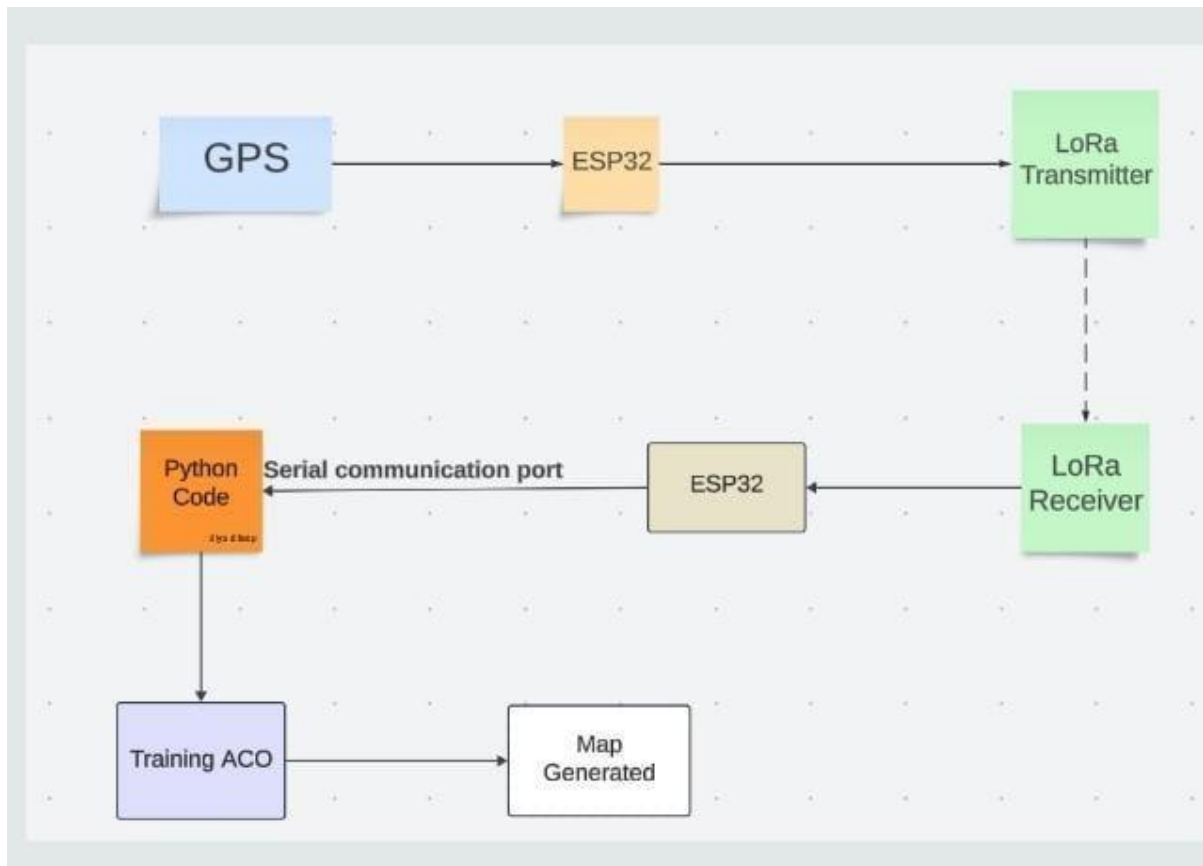 GPS
ESP32
LoRa
Transmitter
Python
Code
Serial communication port
ESP32
LoRa
Receiver
Training ACO
Map
Generated